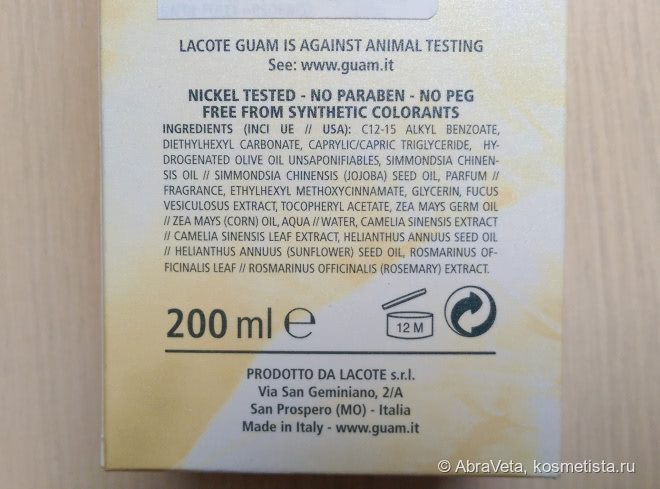 LACOTE GUAM IS AGAINST ANIMAL TESTING
See: www.guam.it
NICKEL TESTED - NO PARABEN - NO PEG
FREE FROM SYNTHETIC COLORANTS
INGREDIENTS (INCI UE // USA): C12-15 ALKYL BENZOATE,
DIETHYLHEXYL CARBONATE, CAPRYLIC/CAPRIC TRIGLYCERIDE, HY-
DROGENATED OLIVE OIL UNSAPONIFIABLES, SIMMONDSIA CHINEN-
SIS OIL // SIMMONDSIA CHINENSIS (JOJOBA) SEED OIL, PARFUM //
FRAGRANCE, ETHYLHEXYL METHOXYCINNAMATE, GLYCERIN, FUCUS
VESICULOSUS EXTRACT, TOCOPHERYL ACETATE, ZEA MAYS GERM OIL
// ZEA MAYS (CORN) OIL, AQUA // WATER, CAMELIA SINENSIS EXTRACT
// CAMELIA SINENSIS LEAF EXTRACT, HELIANTHUS ANNUUS SEED OIL
// HELIANTHUS ANNUUS (SUNFLOWER) SEED OIL, ROSMARINUS OF-
FICINALIS LEAF // ROSMARINUS OFFICINALIS (ROSEMARY) EXTRACT.
200 ml ℮
12 M
PRODOTTO DA LACOTE s.r.l.
Via San Geminiano, 2/A
San Prospero (MO) - Italia
Made in Italy - www.guam.it
© AbraVeta, kosmetista.ru